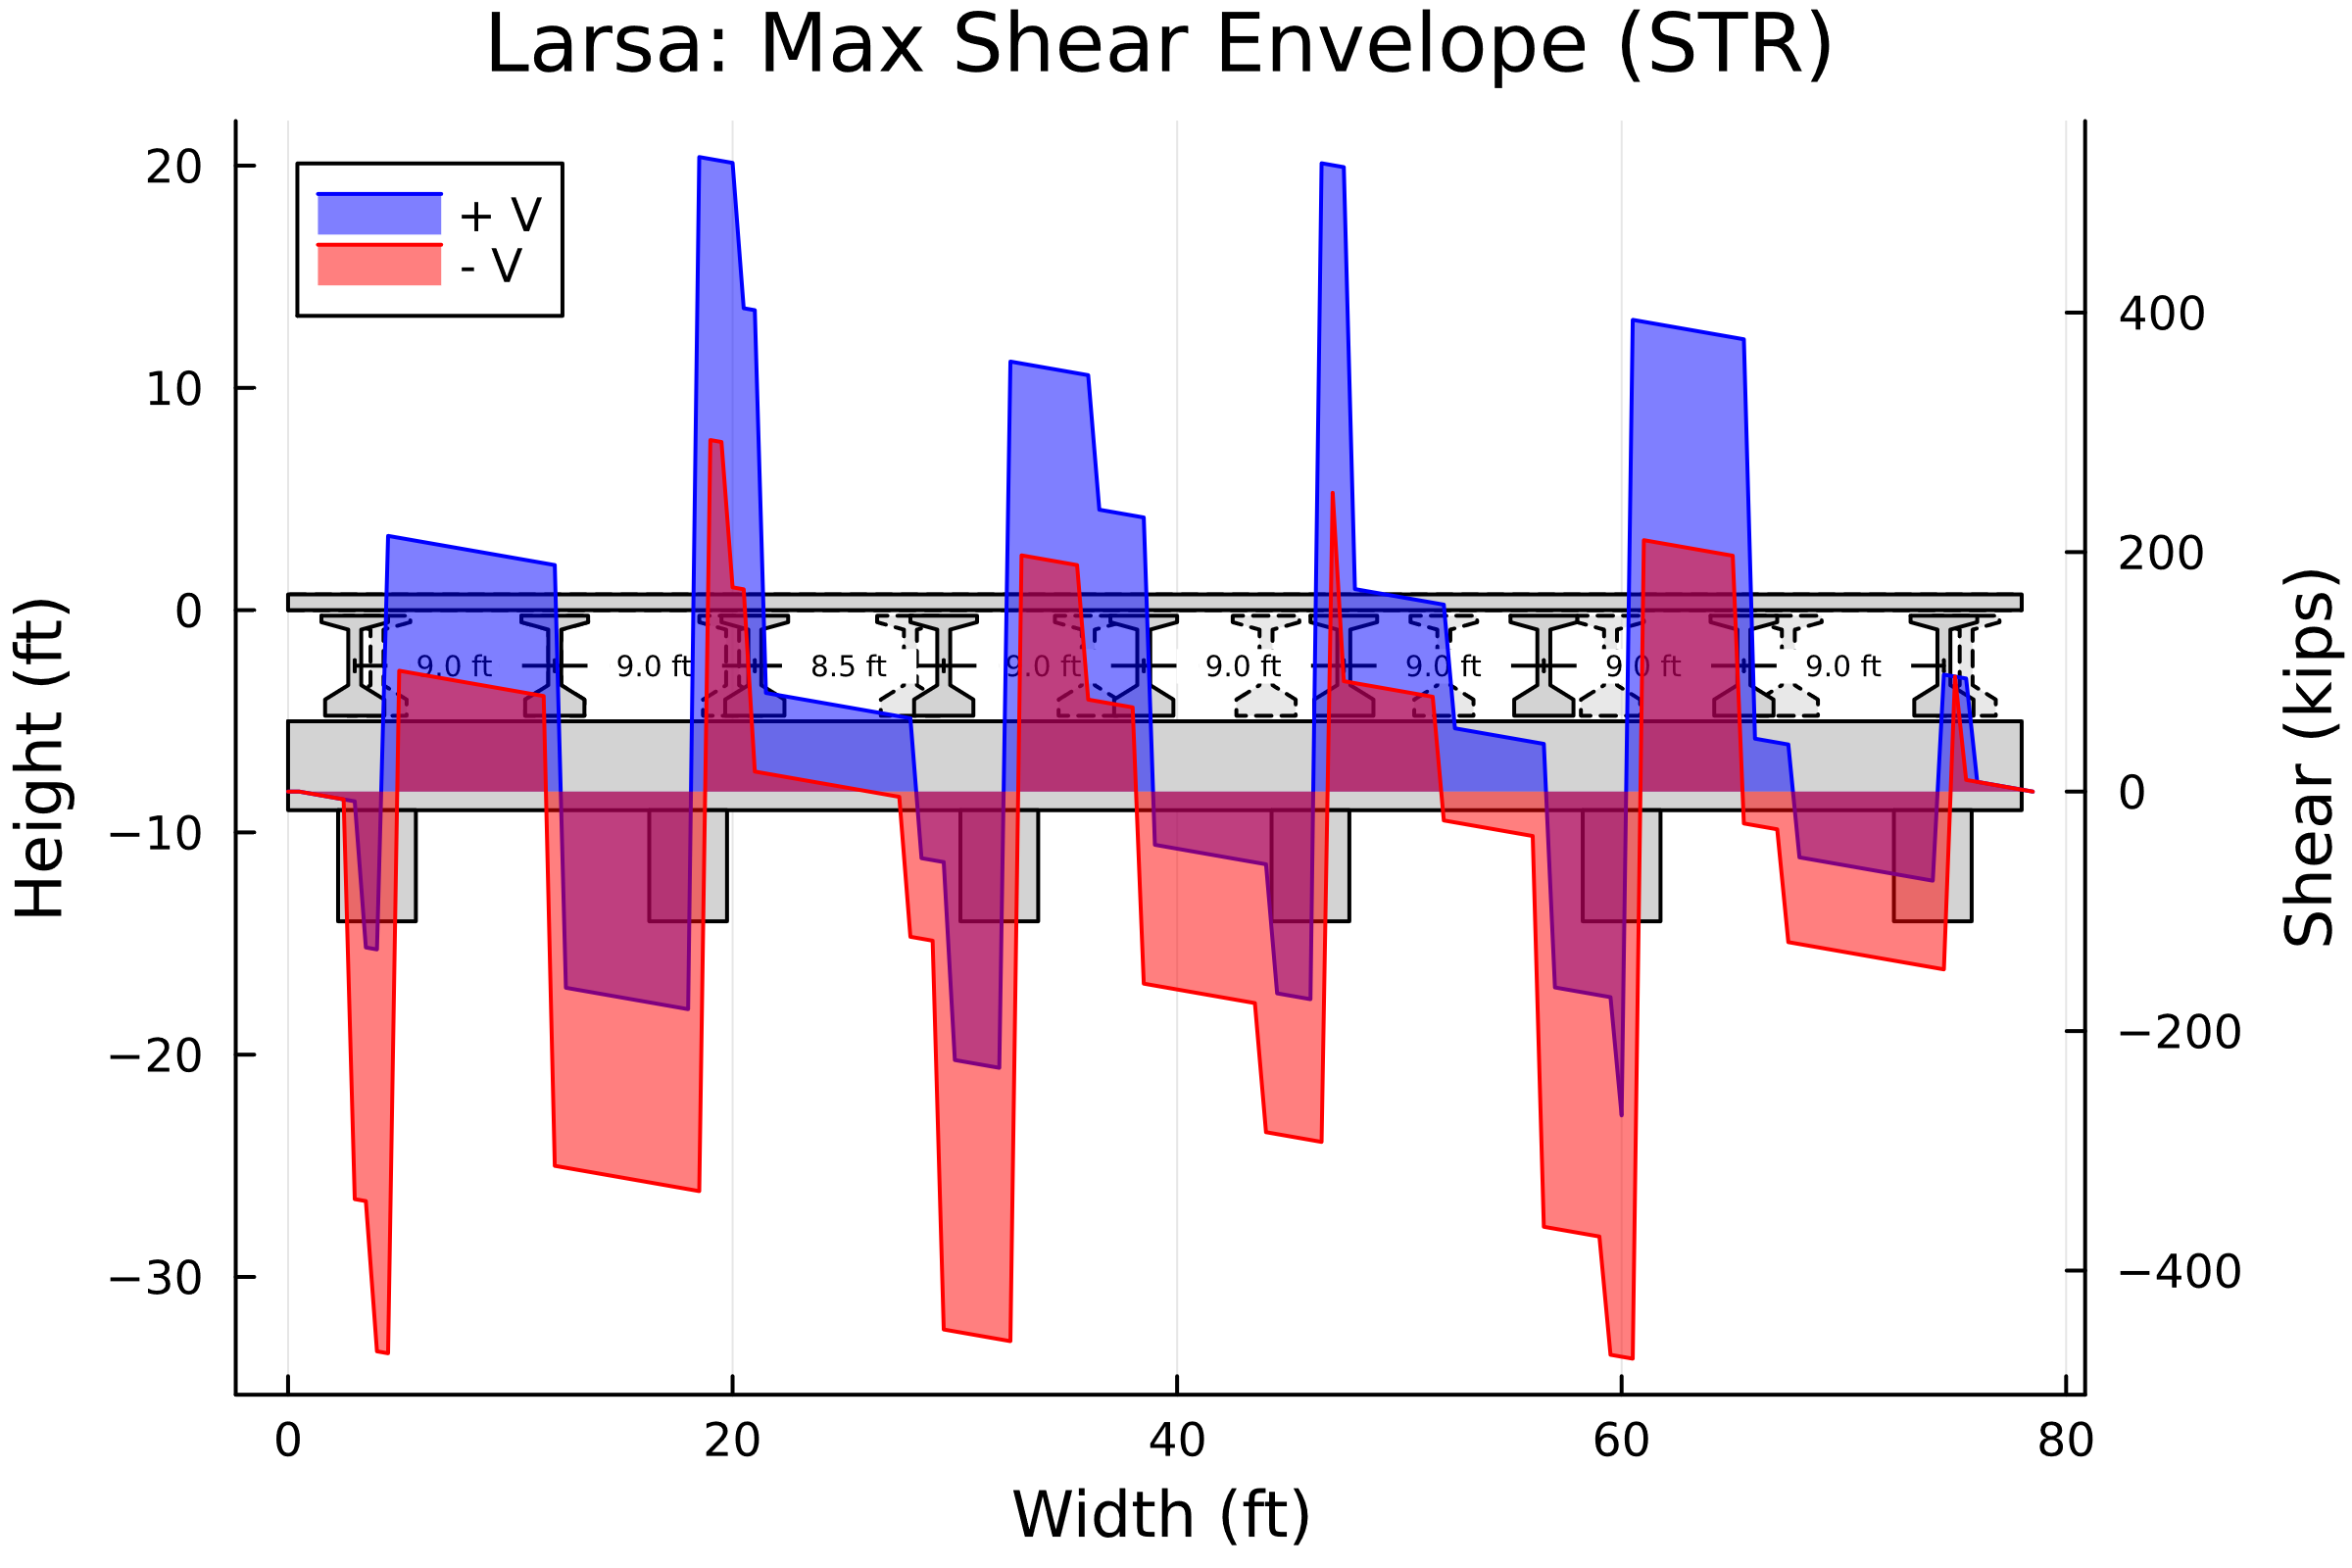 Larsa: Max Shear Envelope (STR)
+ V
- V
20
10
0
−10
−20
−30
Height (ft)
9.0 ft
9.0 ft
8.5 ft
9.0 ft
9.0 ft
9.0 ft
9.0 ft
9.0 ft
400
200
0
−200
−400
Shear (kips)
0
20
40
60
80
Width (ft)